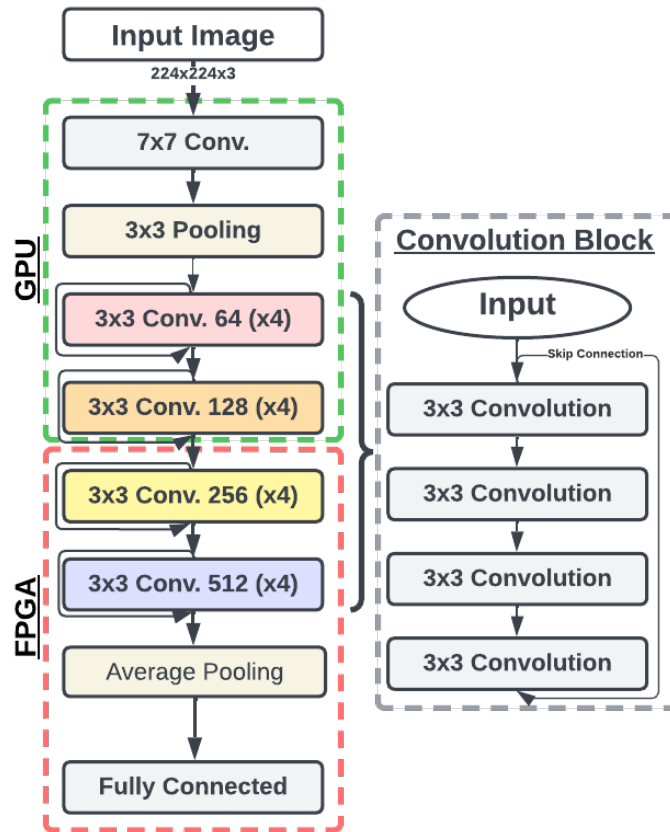 Input Image
224x224x3
GPU
7x7 Conv.
3x3 Pooling
3x3 Conv. 64 (x4)
3x3 Conv. 128 (x4)
FPGA
3x3 Conv. 256 (x4)
3x3 Conv. 512 (x4)
Average Pooling
Fully Connected
Convolution Block
Input
Skip Connection
3x3 Convolution
3x3 Convolution
3x3 Convolution
3x3 Convolution